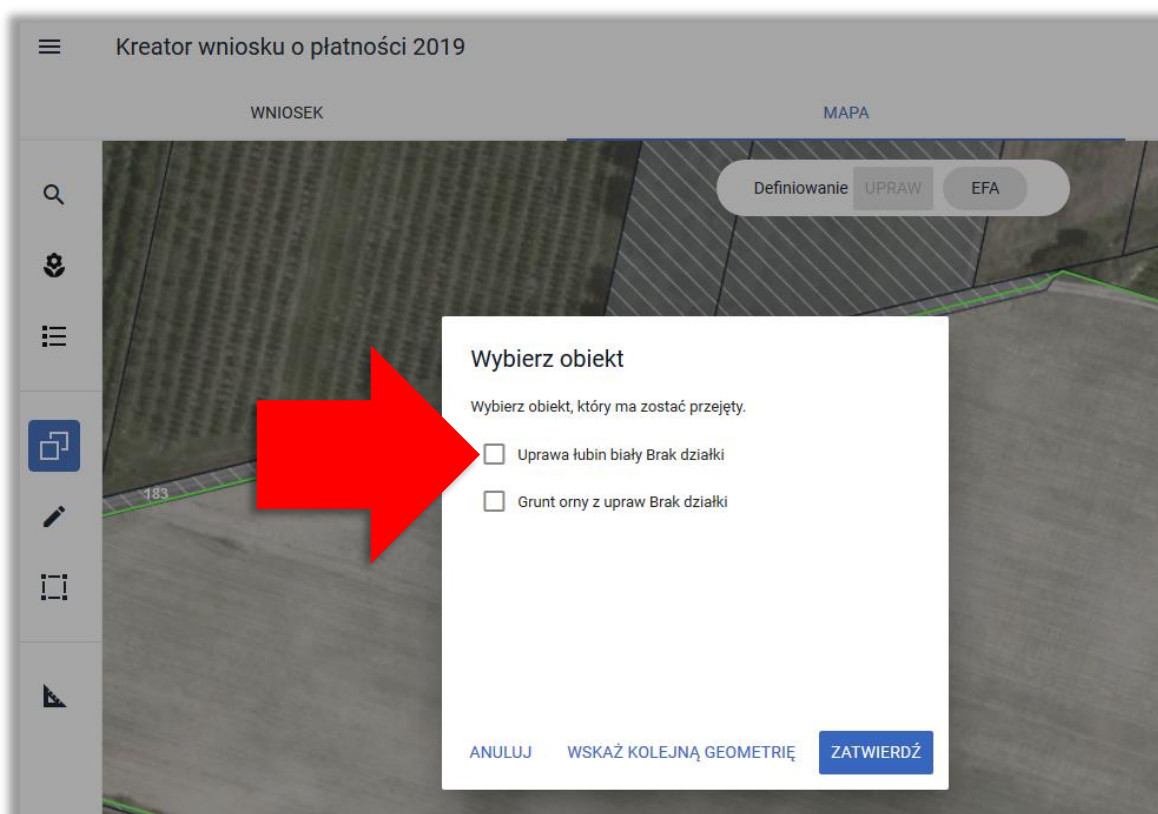 Kreator wniosku o płatności 2019
WNIOSEK
MAPA
Definiowanie UPRAW EFA
Wybierz obiekt
Wybierz obiekt, który ma zostać przejęty.
Uprawa łubin biały Brak działki
Grunt orny z upraw Brak działki
183
ANULUJ WSKAŻ KOLEJNĄ GEOMETRIĘ ZATWIERDŹ